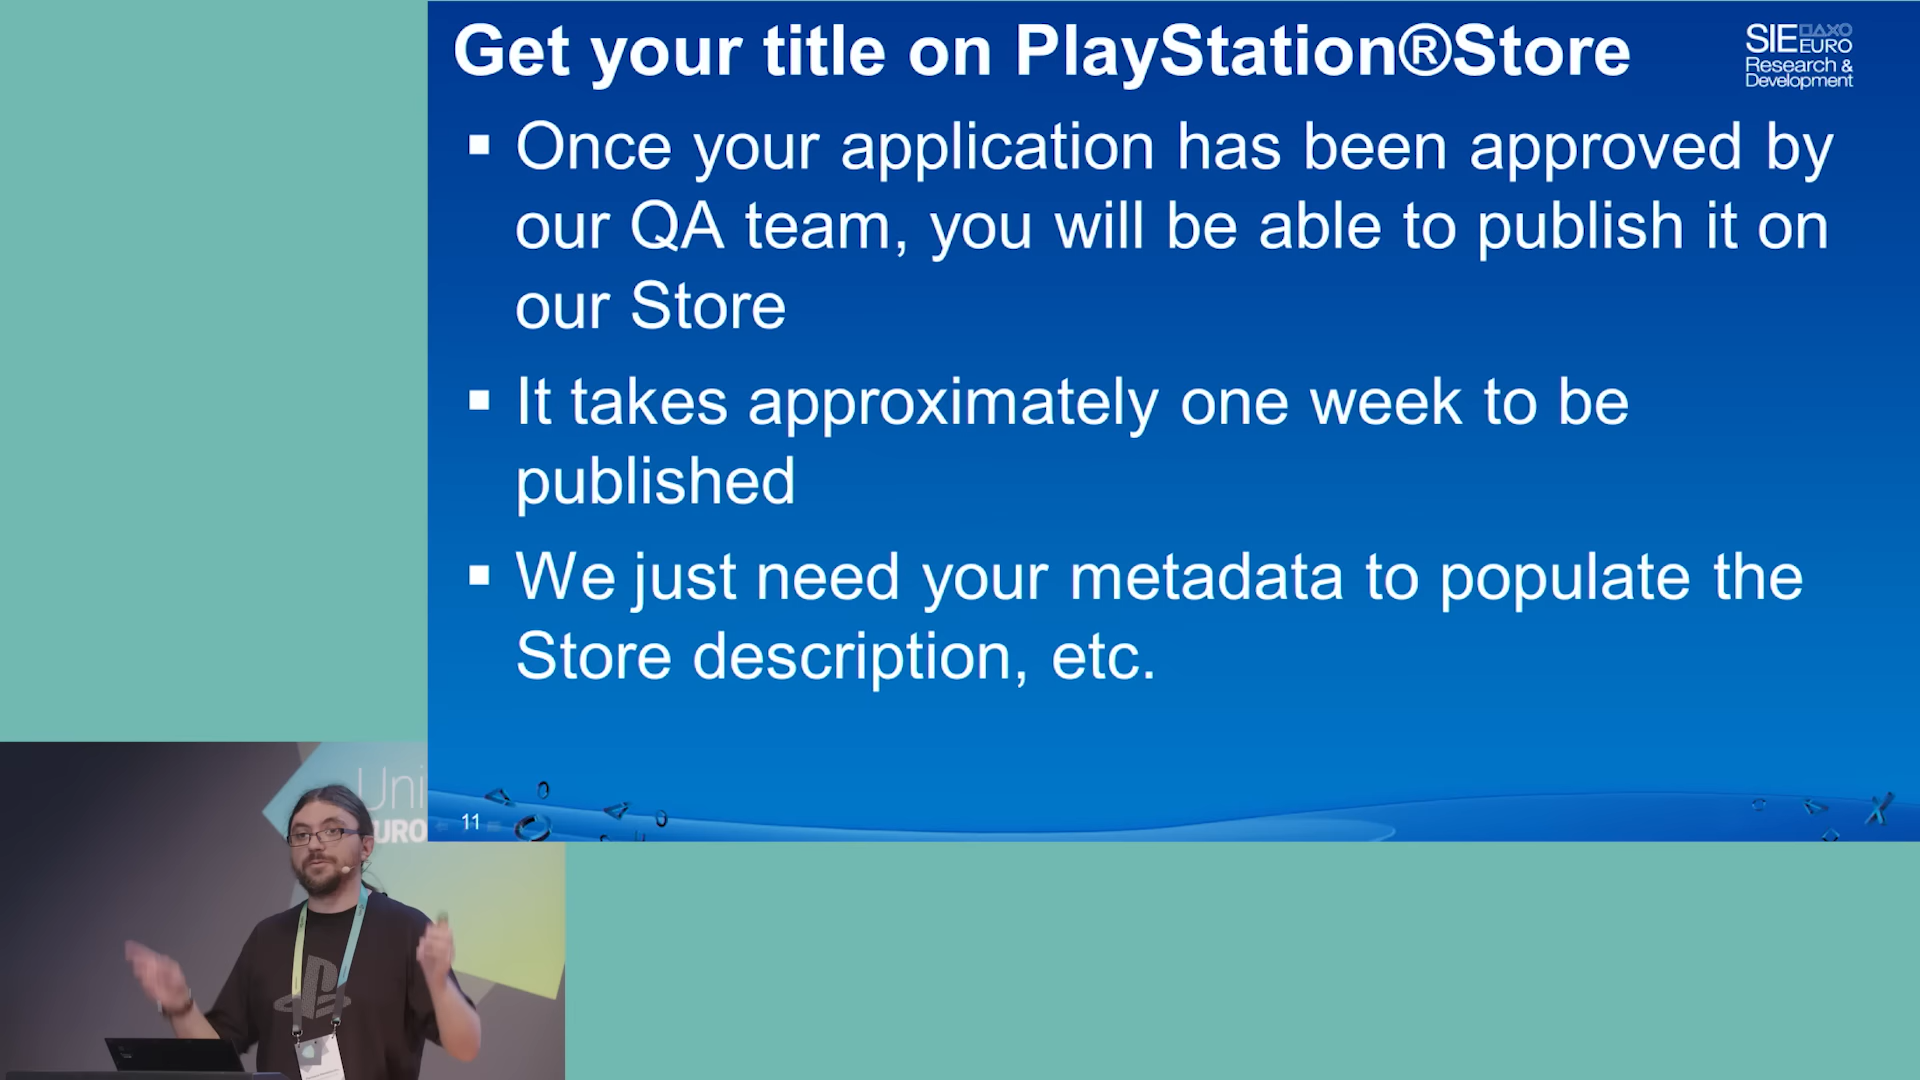 Get your title on PlayStation®Store
SIE EURO
Research &
Development
▪ Once your application has been approved by
our QA team, you will be able to publish it on
our Store
▪ It takes approximately one week to be
published
▪ We just need your metadata to populate the
Store description, etc.
11
Uni
EURO